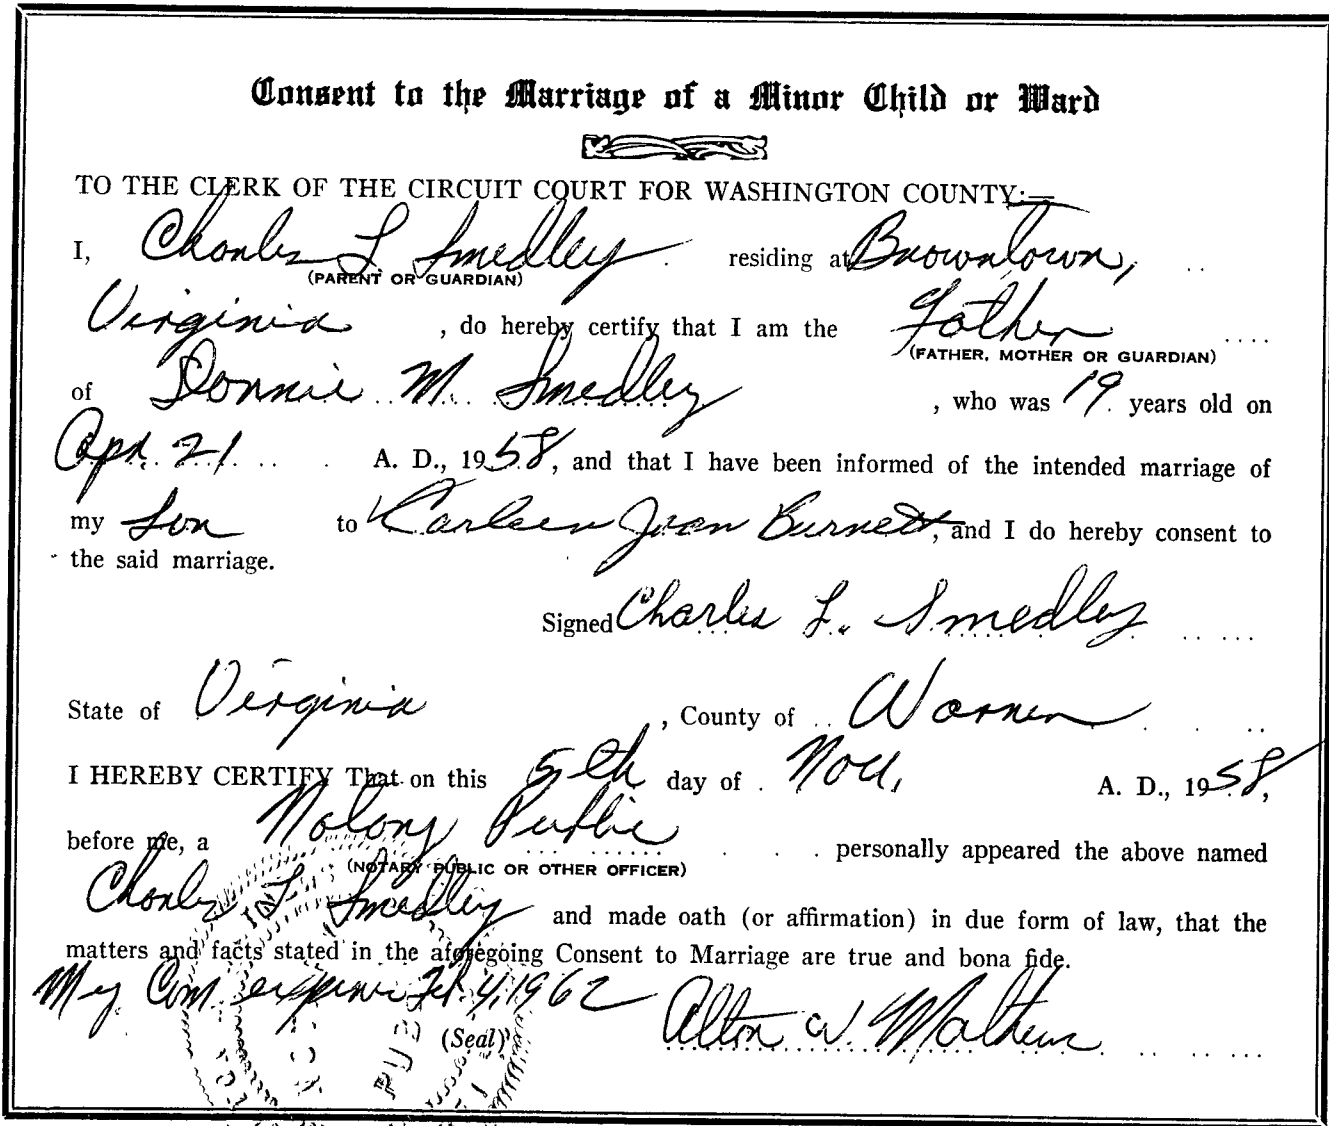 Consent to the Marriage of a Minor Child or Ward
TO THE CLERK OF THE CIRCUIT COURT FOR WASHINGTON COUNTY:—
I, Charles L Smedley residing at Browntown,
(PARENT OR GUARDIAN)
Virginia, do hereby certify that I am the Father
(FATHER, MOTHER OR GUARDIAN)
of Donnie M. Smedley, who was 19 years old on
Apr. 21 A. D., 1958, and that I have been informed of the intended marriage of
my Son to Karleen Joan Burnett, and I do hereby consent to
the said marriage.
Signed Charles L. Smedley
State of Virginia, County of Warren
I HEREBY CERTIFY That on this 5th day of Nov. A. D., 1958,
before me, a Notary Public personally appeared the above named
(NOTARY PUBLIC OR OTHER OFFICER)
Charles L. Smedley and made oath (or affirmation) in due form of law, that the
matters and facts stated in the aforegoing Consent to Marriage are true and bona fide.
My Com expires Feb. 4, 1962
(Seal) Alton W. Mathews